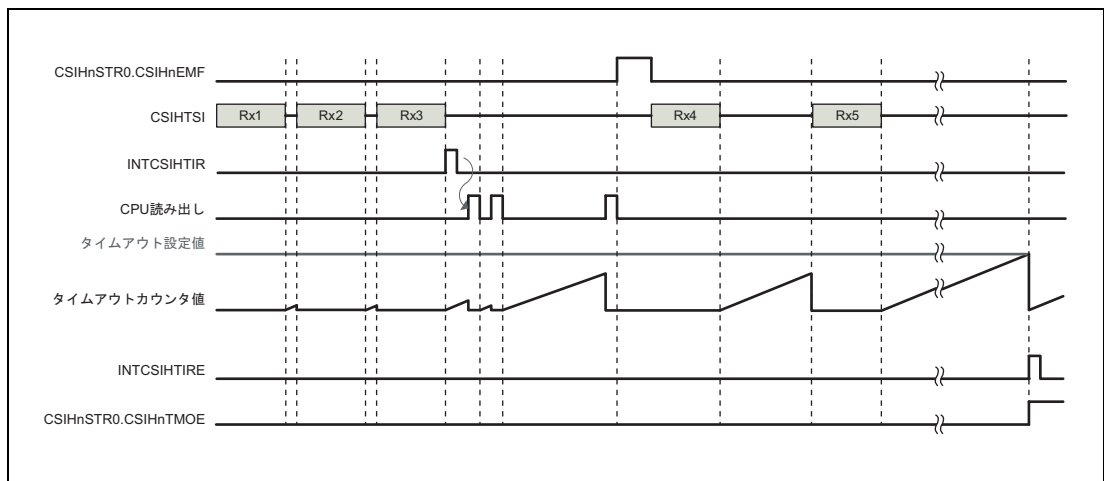 CSIHnSTR0.CSIHnEMF
CSIHTSI
Rx1
Rx2
Rx3
Rx4
Rx5
INTCSIHTIR
CPU読み出し
タイムアウト設定値
タイムアウトカウンタ値
INTCSIHTIRE
CSIHnSTR0.CSIHnTMOE